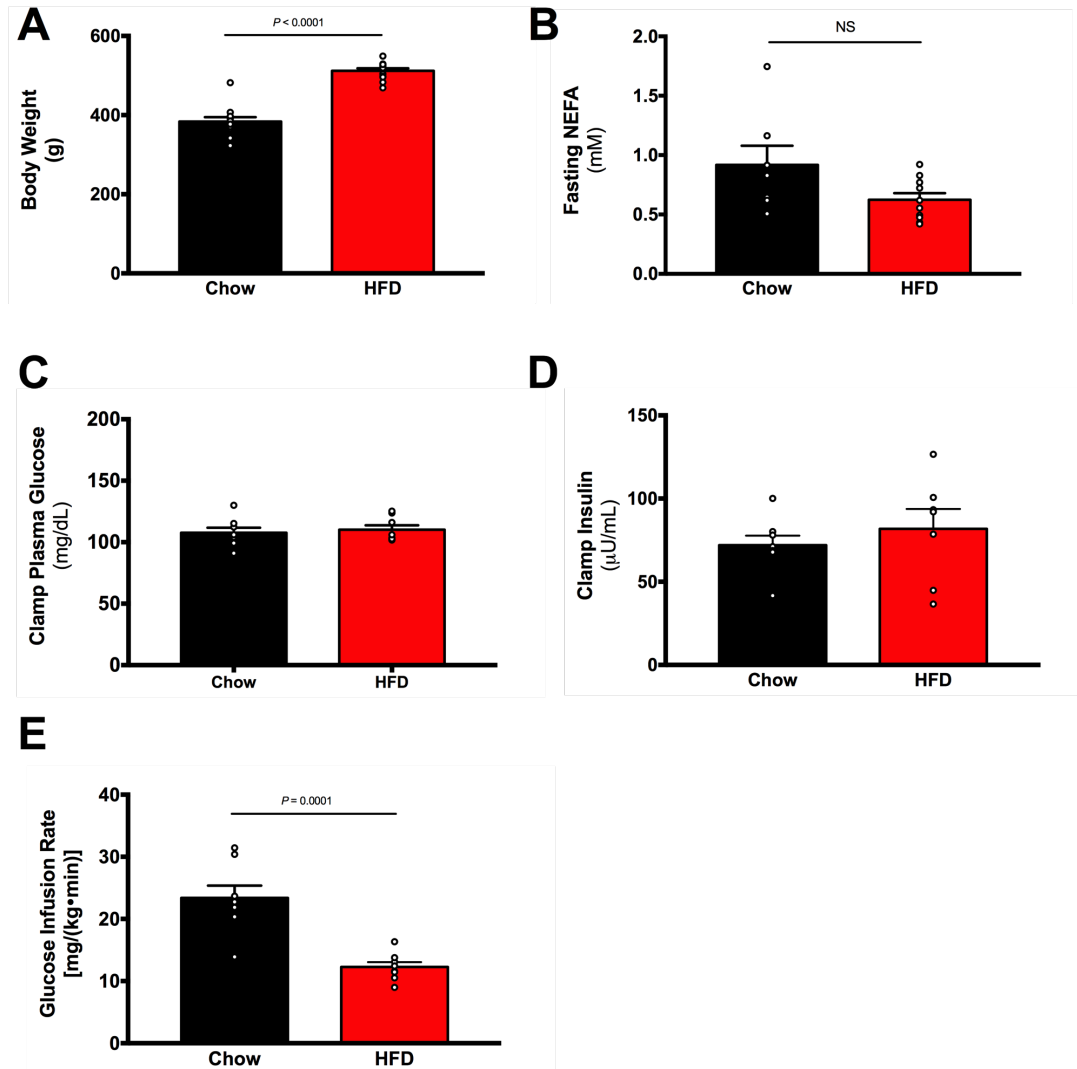 A
P < 0.0001
600
400
200
0
Body Weight
(g)
Chow
HFD
B
NS
2.0
1.5
1.0
0.5
0.0
Fasting NEFA
(mM)
Chow
HFD
C
200
150
100
50
0
Clamp Plasma Glucose
(mg/dL)
Chow
HFD
D
150
100
50
0
Clamp Insulin
(μU/mL)
Chow
HFD
E
P = 0.0001
40
30
20
10
0
Glucose Infusion Rate
[mg/(kg•min)]
Chow
HFD